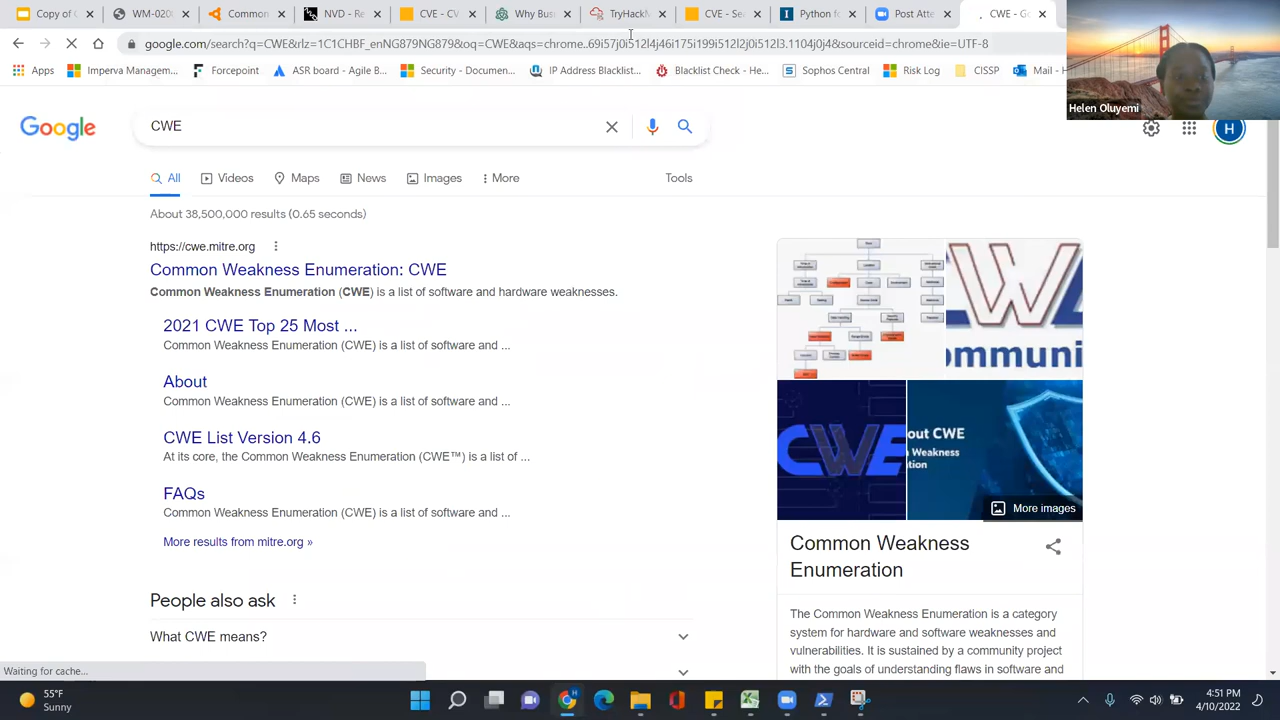 Copy of C
WM-020:
Common
NVD - Re
CVE - CV
Why Bus
TryHackM
CVE - Se
Python fo
Post Atte
CWE - Go
google.com/search?q=CWE&rlz=1C1CHBF_enNG879NG879&oq=CWE&aqs=chrome..69i57j0i512l4j46i175i199i512l2j0i512l3.1104j0j4&sourceid=chrome&ie=UTF-8
Apps
Imperva Managem...
Forcepoint
ASR board - Agile B...
Security - Documen...
IP Address Blacklist...
Blacklist Check - He...
Sophos Central
Risk Log
CISSP
Mail - H
Helen Oluyemi
Google
CWE
H
All
Videos
Maps
News
Images
More
Tools
About 38,500,000 results (0.65 seconds)
https://cwe.mitre.org
Common Weakness Enumeration: CWE
Common Weakness Enumeration (CWE) is a list of software and hardware weaknesses.
2021 CWE Top 25 Most ...
Common Weakness Enumeration (CWE) is a list of software and ...
About
Common Weakness Enumeration (CWE) is a list of software and ...
CWE List Version 4.6
At its core, the Common Weakness Enumeration (CWE™) is a list of ...
FAQs
Common Weakness Enumeration (CWE) is a list of software and ...
More results from mitre.org »
People also ask
What CWE means?
ommuni
CWE
out CWE
n Weakness
eration
More images
Common Weakness
Enumeration
The Common Weakness Enumeration is a category
system for hardware and software weaknesses and
vulnerabilities. It is sustained by a community project
with the goals of understanding flaws in software and
Waiting for cache...
55°F
Sunny
4:51 PM
4/10/2022